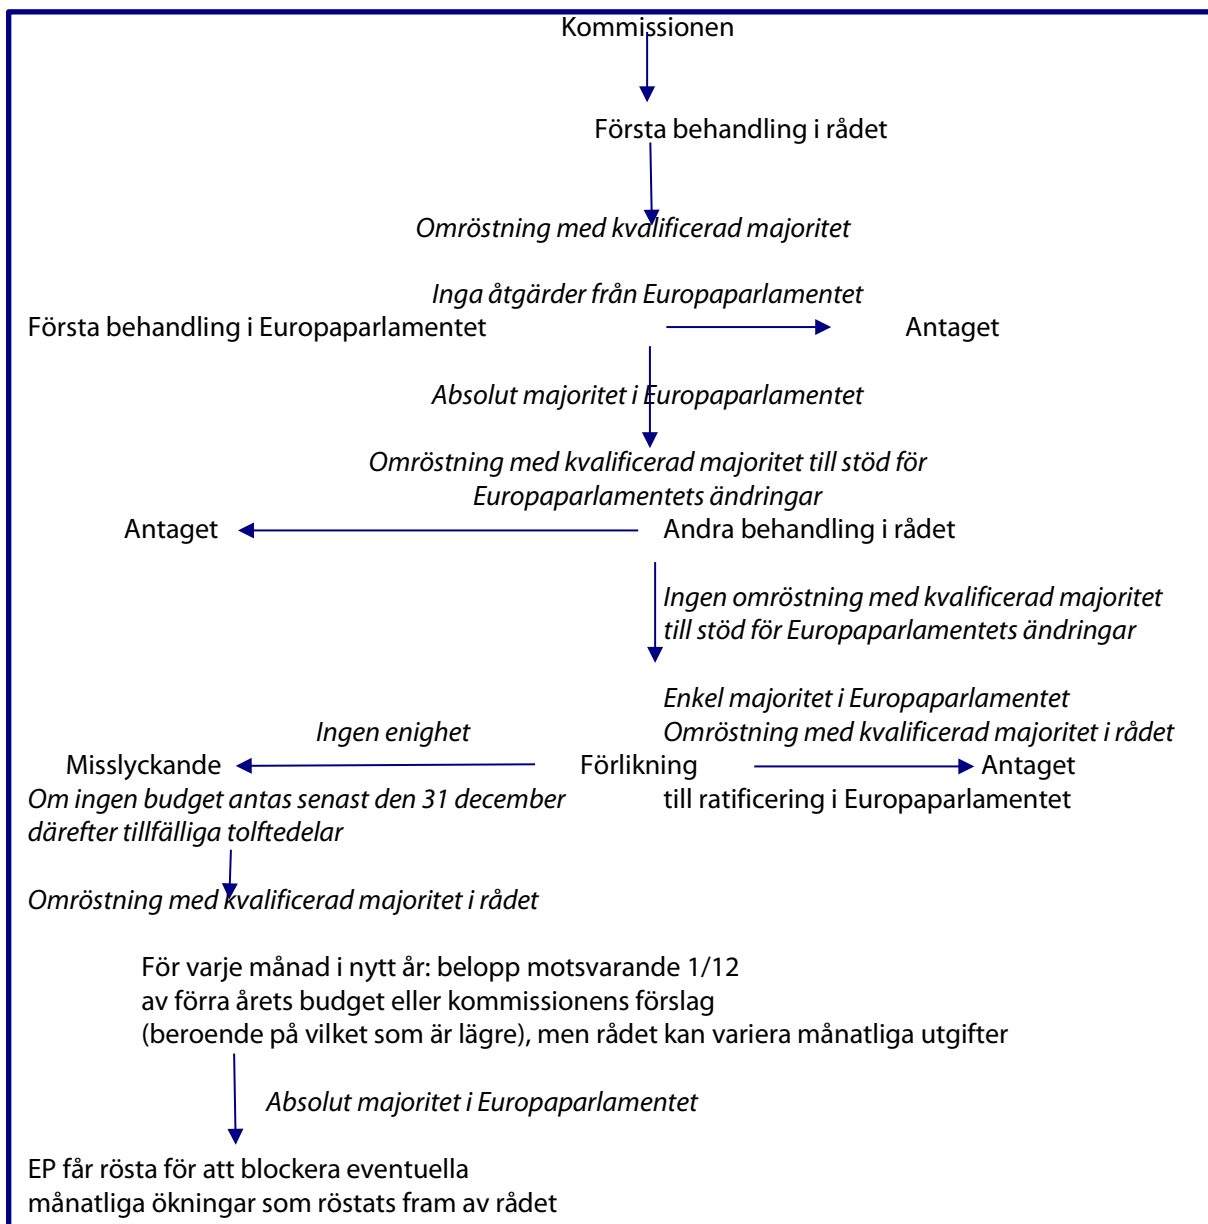 Kommissionen
Första behandling i rådet
Omröstning med kvalificerad majoritet
Inga åtgärder från Europaparlamentet
Första behandling i Europaparlamentet
Antaget
Absolut majoritet i Europaparlamentet
Omröstning med kvalificerad majoritet till stöd för
Europaparlamentets ändringar
Antaget
Andra behandling i rådet
Ingen omröstning med kvalificerad majoritet
till stöd för Europaparlamentets ändringar
Enkel majoritet i Europaparlamentet
Omröstning med kvalificerad majoritet i rådet
Ingen enighet
Misslyckande
Förlikning
Antaget
till ratificering i Europaparlamentet
Om ingen budget antas senast den 31 december
därefter tillfälliga tolftedelar
Omröstning med kvalificerad majoritet i rådet
För varje månad i nytt år: belopp motsvarande 1/12
av förra årets budget eller kommissionens förslag
(beroende på vilket som är lägre), men rådet kan variera månatliga utgifter
Absolut majoritet i Europaparlamentet
EP får rösta för att blockera eventuella
månatliga ökningar som röstats fram av rådet